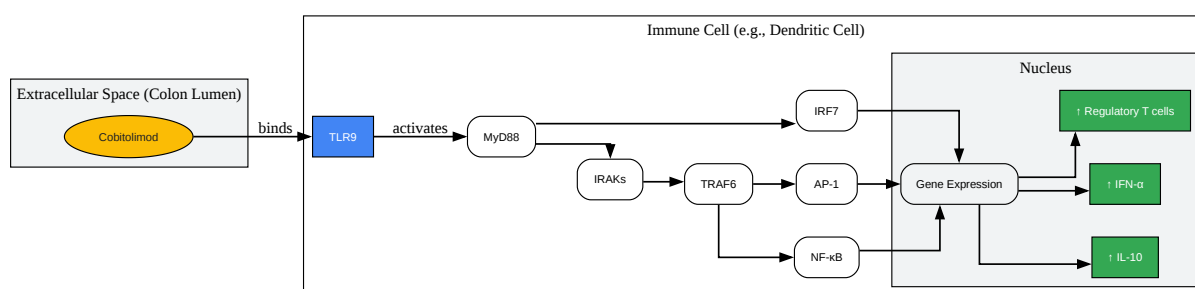 Immune Cell (e.g., Dendritic Cell)
Nucleus
Extracellular Space (Colon Lumen)
Cobitolimod
binds
TLR9
activates
MyD88
IRF7
IRAKs
TRAF6
AP-1
NF-κB
Gene Expression
↑ Regulatory T cells
↑ IFN-α
↑ IL-10